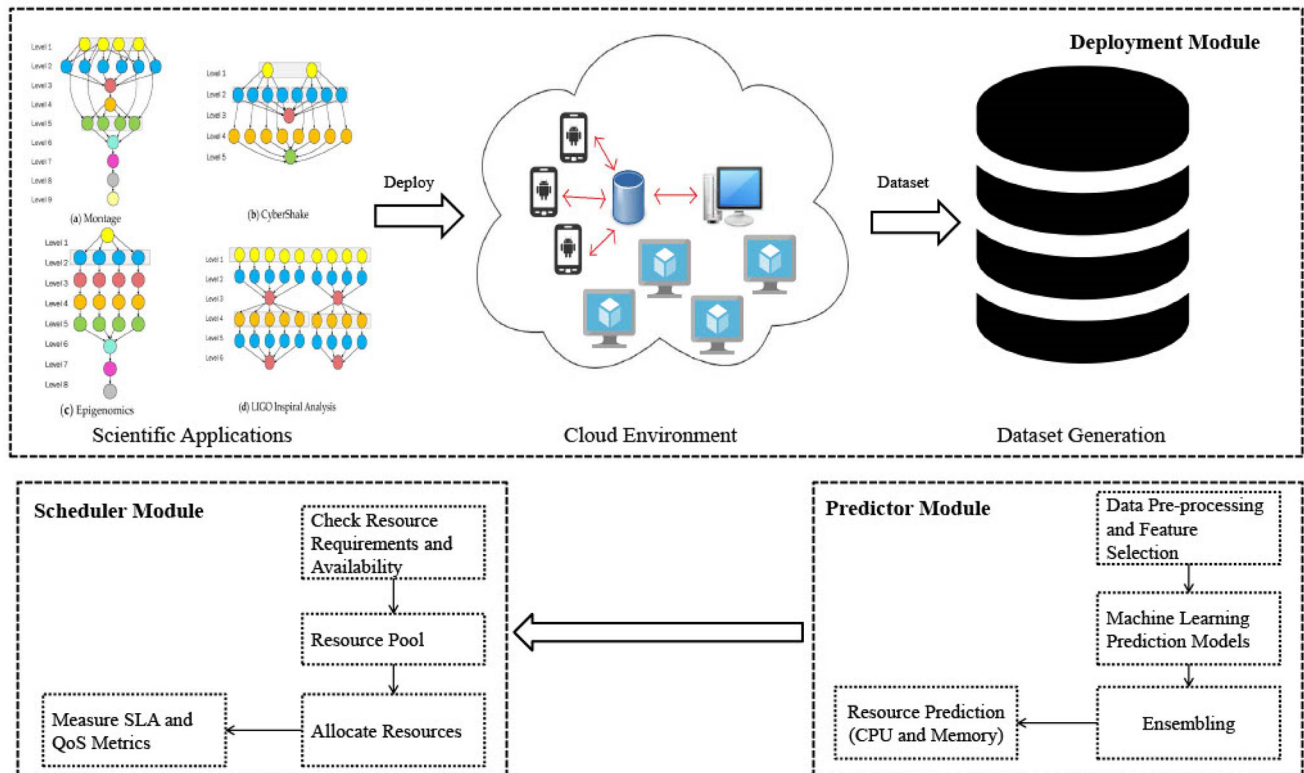 Deployment Module
Level 1
Level 2
Level 3
Level 4
Level 5
Level 6
Level 7
Level 8
Level 9
(a) Montage
Level 1
Level 2
Level 3
Level 4
Level 5
(b) CyberShake
Level 1
Level 2
Level 3
Level 4
Level 5
Level 6
Level 7
Level 8
(c) Epigenomics
Level 1
Level 2
Level 3
Level 4
Level 5
Level 6
(d) LIGO Inspiral Analysis
Scientific Applications
Deploy
Cloud Environment
Dataset
Dataset Generation
Scheduler Module
Check Resource
Requirements and
Availability
Resource Pool
Allocate Resources
Measure SLA and
QoS Metrics
Predictor Module
Data Pre-processing
and Feature
Selection
Machine Learning
Prediction Models
Ensembling
Resource Prediction
(CPU and Memory)